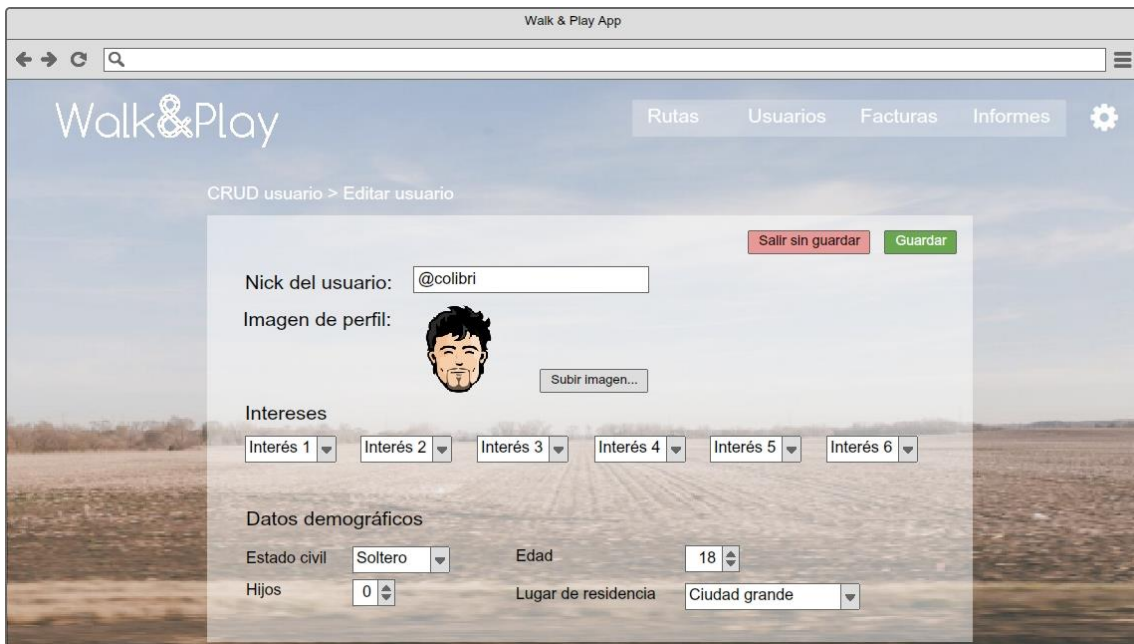 Walk & Play App
Walk&Play
Rutas Usuarios Facturas Informes
CRUD usuario > Editar usuario
Salir sin guardar Guardar
Nick del usuario: @colibri
Imagen de perfil:
Subir imagen...
Intereses
Interés 1 Interés 2 Interés 3 Interés 4 Interés 5 Interés 6
Datos demográficos
Estado civil Soltero Edad 18
Hijos 0 Lugar de residencia Ciudad grande